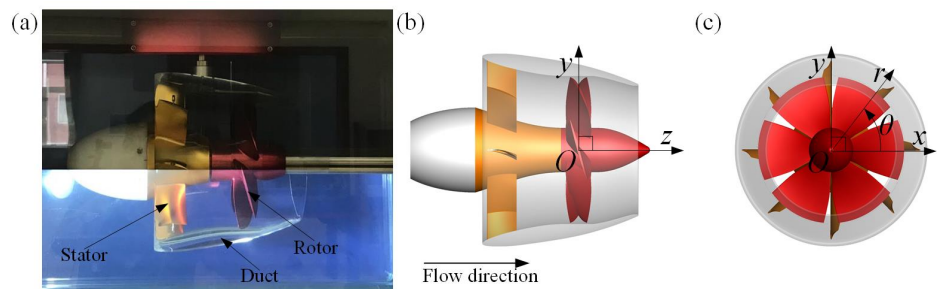 (a)
Stator
Duct
Rotor
(b)
y
O
z
Flow direction
(c)
y
r
θ
O
x